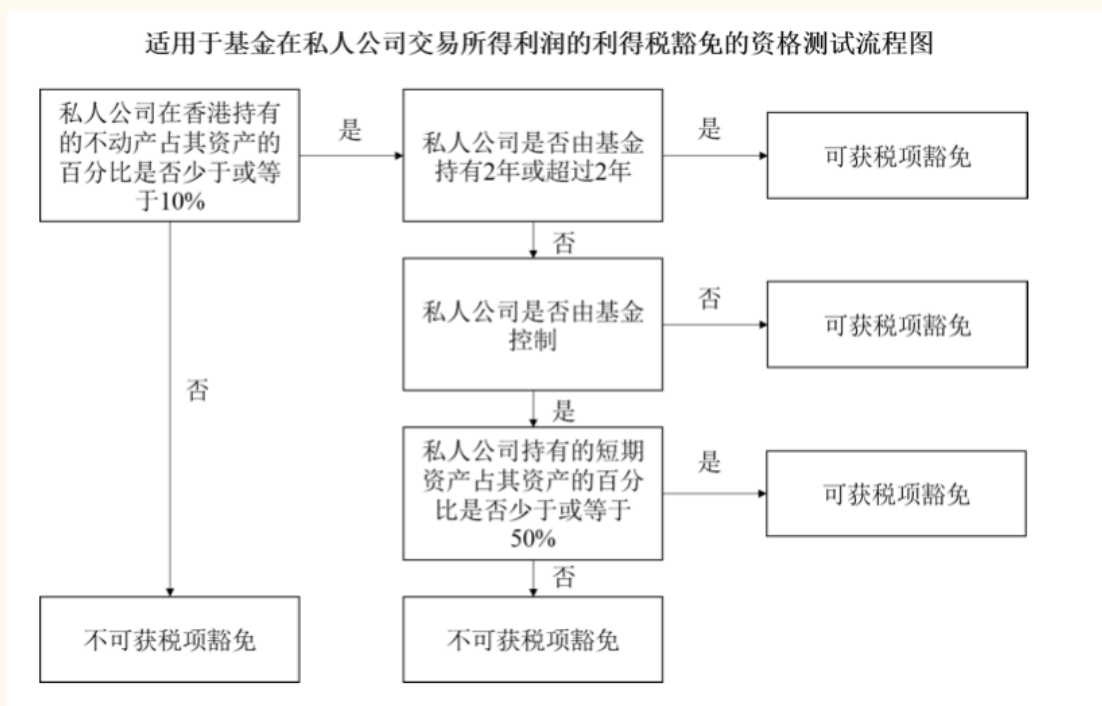 适用于基金在私人公司交易所得利润的利得税豁免的资格测试流程图
私人公司在香港持有
的不动产占其资产的
百分比是否少于或等
于10%
是
私人公司是否由基金
持有2年或超过2年
是
可获税项豁免
否
私人公司是否由基金
控制
否
可获税项豁免
否
是
私人公司持有的短期
资产占其资产的百分
比是否少于或等于
50%
是
可获税项豁免
否
不可获税项豁免
不可获税项豁免